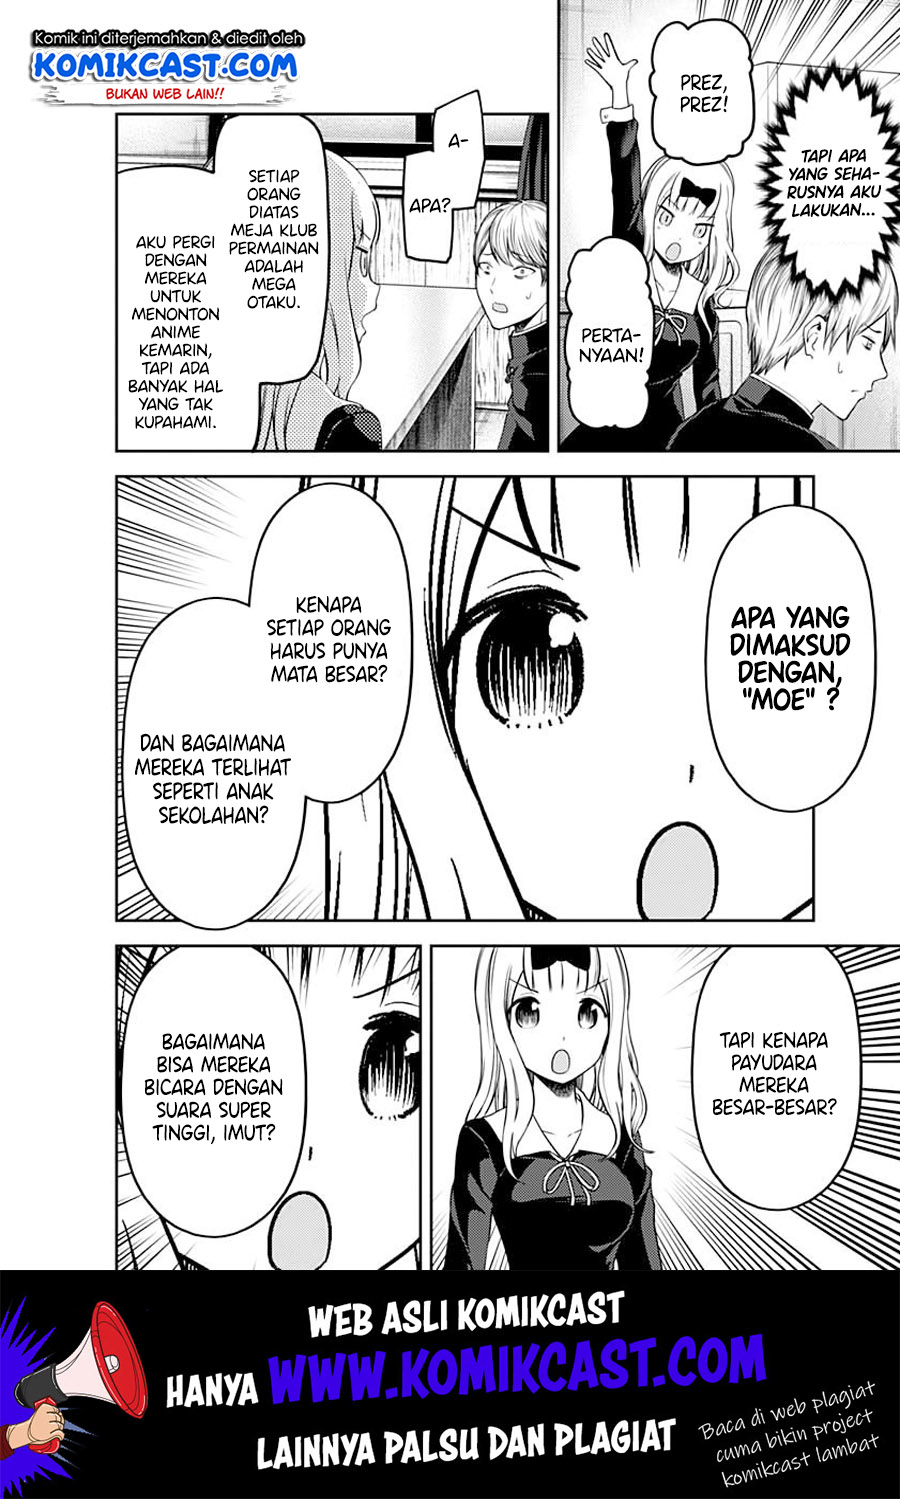 Komik ini diterjemahkan & diedit oleh
KOMIKCAST.COM
BUKAN WEB LAIN!!
PREZ,
PREZ!
TAPI APA
YANG SEHA-
RUSNYA AKU
LAKUKAN...
PERTA-
NYAAN!
A-
APA?
SETIAP
ORANG
DIATAS
MEJA KLUB
PERMAINAN
ADALAH
MEGA
OTAKU.
AKU PERGI
DENGAN
MEREKA
UNTUK
MENONTON
ANIME
KEMARIN,
TAPI ADA
BANYAK HAL
YANG TAK
KUPAHAMI.
APA YANG
DIMAKSUD
DENGAN,
"MOE" ?
KENAPA
SETIAP ORANG
HARUS PUNYA
MATA BESAR?
DAN BAGAIMANA
MEREKA TERLIHAT
SEPERTI ANAK
SEKOLAHAN?
TAPI KENAPA
PAYUDARA
MEREKA
BESAR-BESAR?
BAGAIMANA
BISA MEREKA
BICARA DENGAN
SUARA SUPER
TINGGI, IMUT?
WEB ASLI KOMIKCAST
HANYA WWW.KOMIKCAST.COM
LAINNYA PALSU DAN PLAGIAT
Baca di web plagiat
cuma bikin project
komikcast lambat